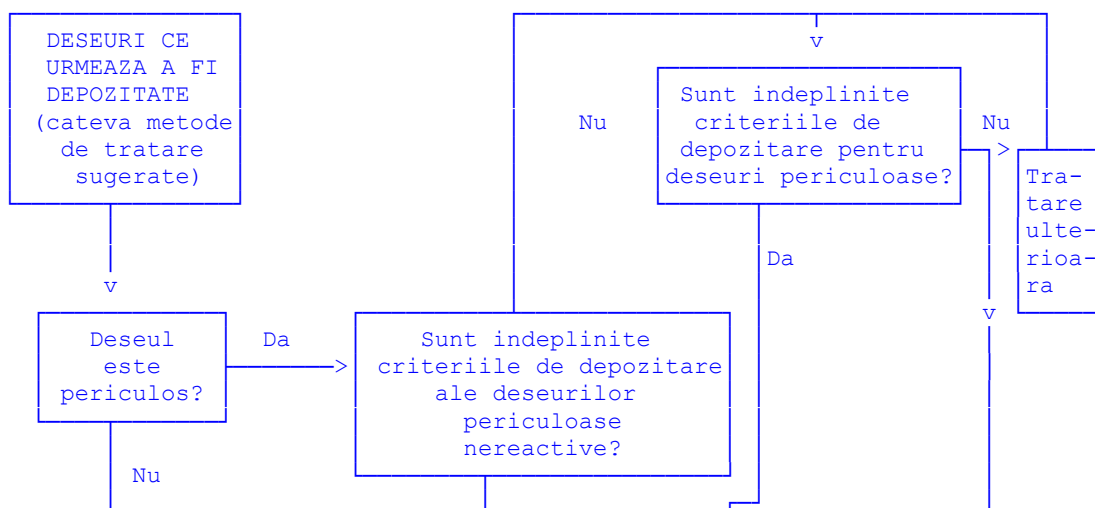 DESEURI CE
URMEAZA A FI
DEPOZITATE
(cateva metode
de tratare
sugerate)
v
Nu
v
Sunt indeplinite
criteriile de
depozitare pentru
deseuri periculoase?
Nu
>
Tra-
tare
ulte-
rioa-
ra
Da
v
Deseul
este
periculos?
Da
>
Sunt indeplinite
criteriile de depozitare
ale deseurilor
periculoase
nereactive?
Nu